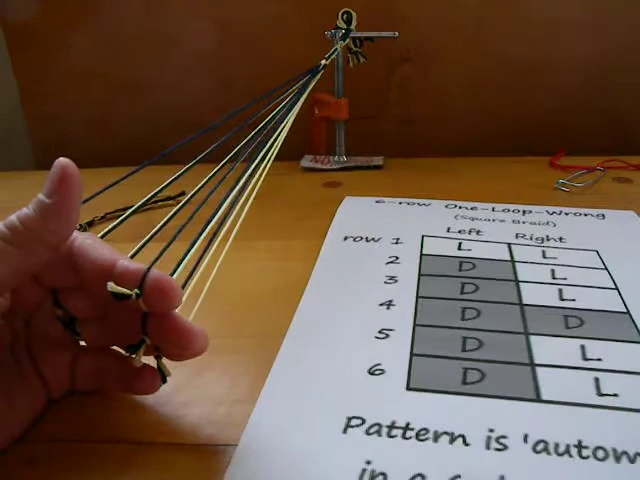 6-row One-Loop-Wrong
(Square Braid)
Left Right
row 1 L L
2 D L
3 D L
4 D D
5 D L
6 D L
Pattern is 'autom